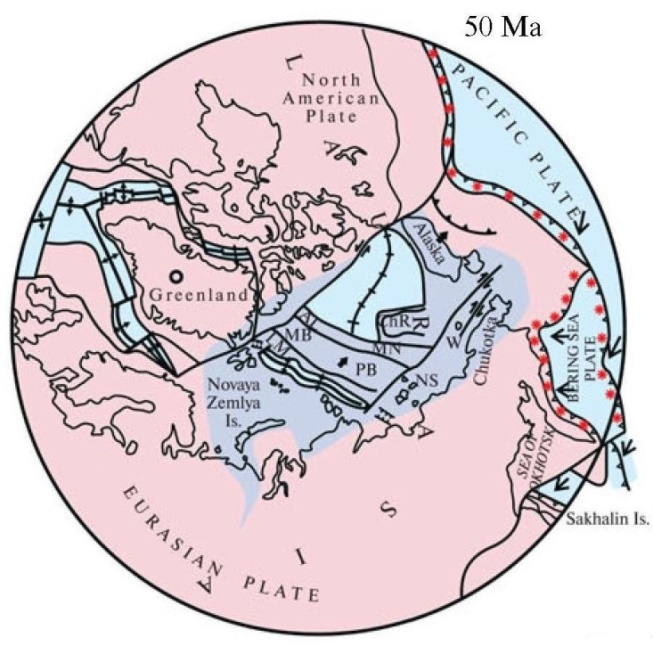 50 Ma
North
American
Plate
PACIFIC PLATE
Alaska
Greenland
ChR
MB
MN
LM
PB
W
NS
Chukotka
BERING SEA
PLATE
Novaya
Zemlya
Is.
SEA OF
OKHOTSK
Sakhalin Is.
EURASIAN PLATE
L A U R A S I A